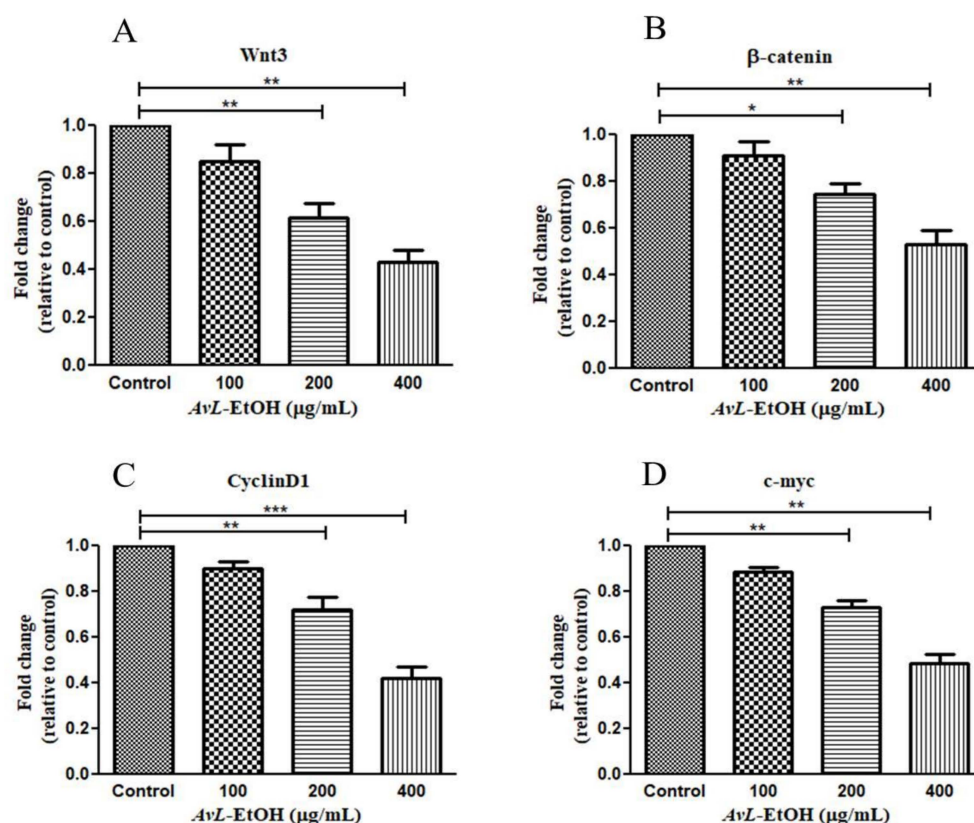 A
Wnt3
**
**
1.0
0.8
0.6
0.4
0.2
0.0
Fold change
(relative to control)
Control 100 200 400
AvL-EtOH (µg/mL)
B
β-catenin
**
*
1.0
0.8
0.6
0.4
0.2
0.0
Fold change
(relative to control)
Control 100 200 400
AvL-EtOH (µg/mL)
C
CyclinD1
***
**
1.0
0.8
0.6
0.4
0.2
0.0
Fold change
(relative to control)
Control 100 200 400
AvL-EtOH (µg/mL)
D
c-myc
**
**
1.0
0.8
0.6
0.4
0.2
0.0
Fold change
(relative to control)
Control 100 200 400
AvL-EtOH (µg/mL)